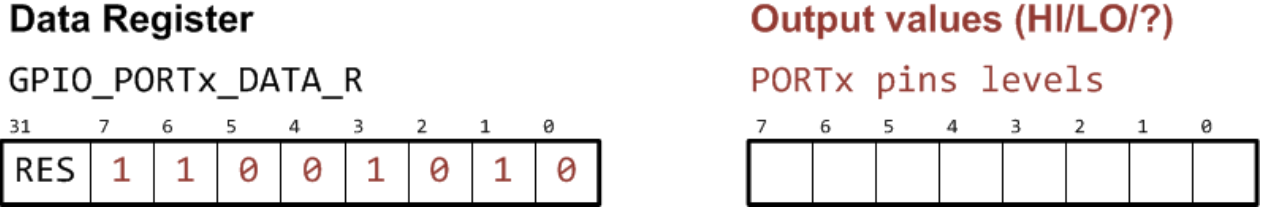 Data Register
GPIO_PORTx_DATA_R
31 7 6 5 4 3 2 1 0
RES 1 1 0 0 1 0 1 0
Output values (HI/LO/?)
PORTx pins levels
7 6 5 4 3 2 1 0